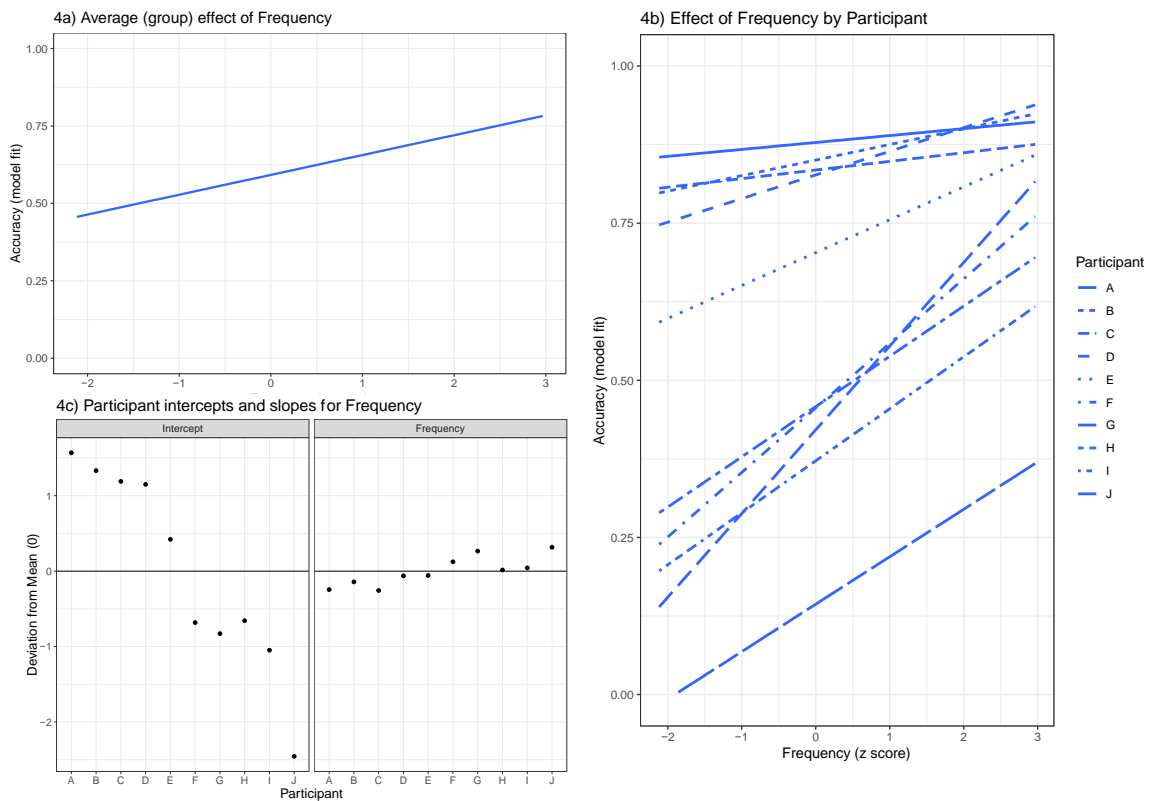 4a) Average (group) effect of Frequency
Accuracy (model fit)
1.00
0.75
0.50
0.25
0.00
−2
−1
0
1
2
3
4b) Effect of Frequency by Participant
Accuracy (model fit)
1.00
0.75
0.50
0.25
0.00
−2
−1
0
1
2
3
Frequency (z score)
Participant
A
B
C
D
E
F
G
H
I
J
4c) Participant intercepts and slopes for Frequency
Intercept
Frequency
Deviation from Mean (0)
1
0
−1
−2
A B C D E F G H I J
A B C D E F G H I J
Participant